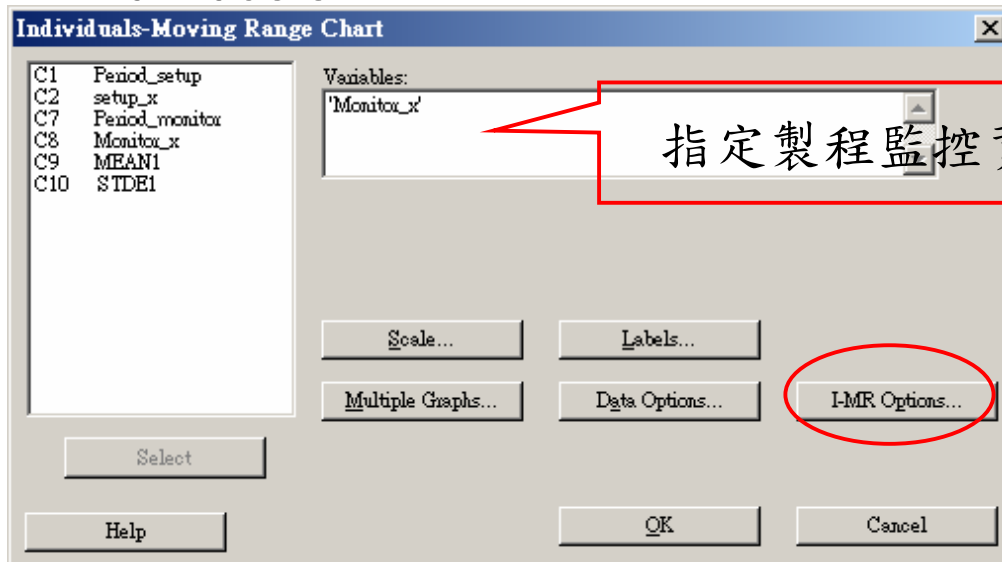 Individuals-Moving Range Chart
C1 Period_setup
C2 setup_x
C7 Period_monitor
C8 Monitor_x
C9 MEAN1
C10 STDE1
Variables:
'Monitor_x'
指定製程監控
Scale...
Labels...
Multiple Graphs...
Data Options...
I-MR Options...
Select
Help
OK
Cancel